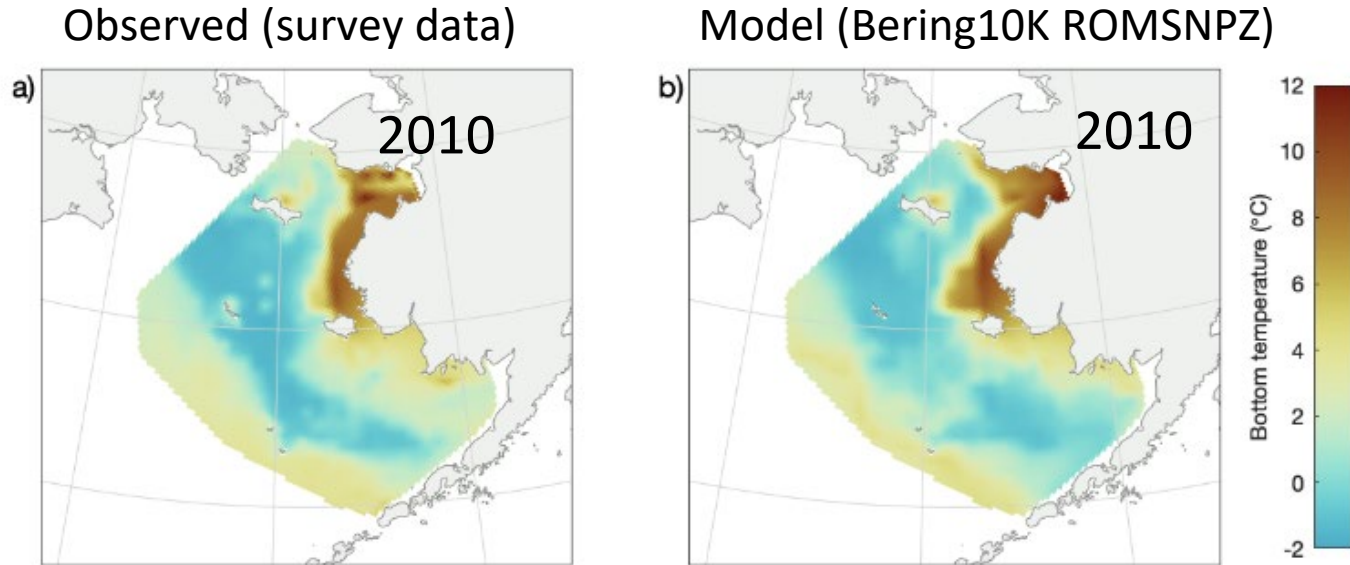 Observed (survey data)
Model (Bering10K ROMSNPZ)
a)
2010
b)
2010
12
10
8
6
4
2
0
-2
Bottom temperature (°C)